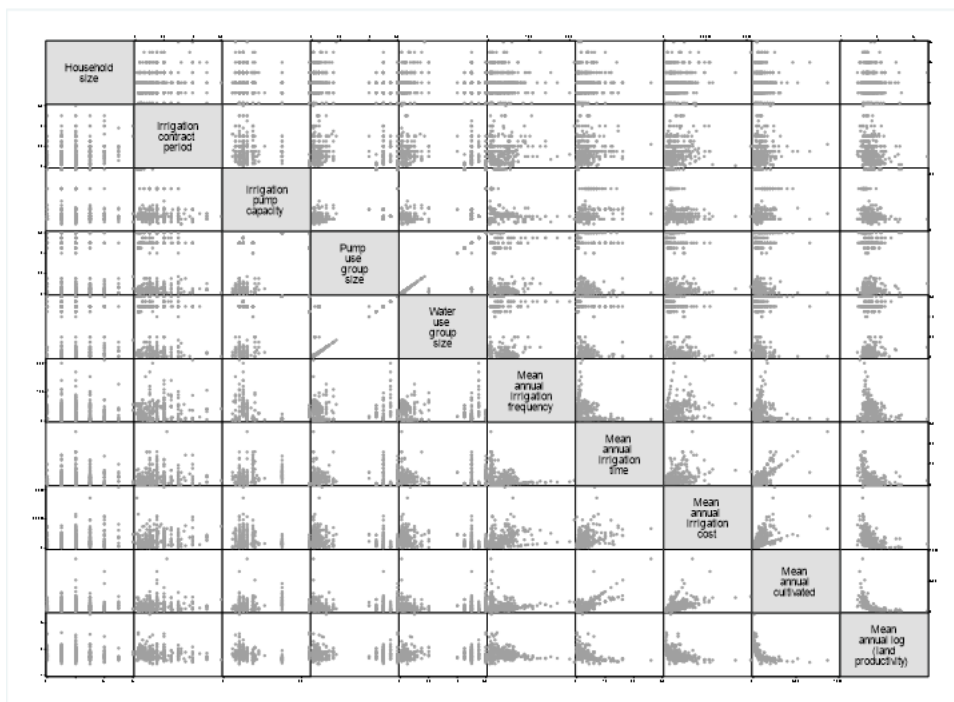 Household
size
Irrigation
contract
period
Irrigation
pump
capacity
Pump
use
group
size
Water
use
group
size
Mean
annual
irrigation
frequency
Mean
annual
irrigation
time
Mean
annual
irrigation
cost
Mean
annual
cultivated
Mean
annual log
(land
productivity)